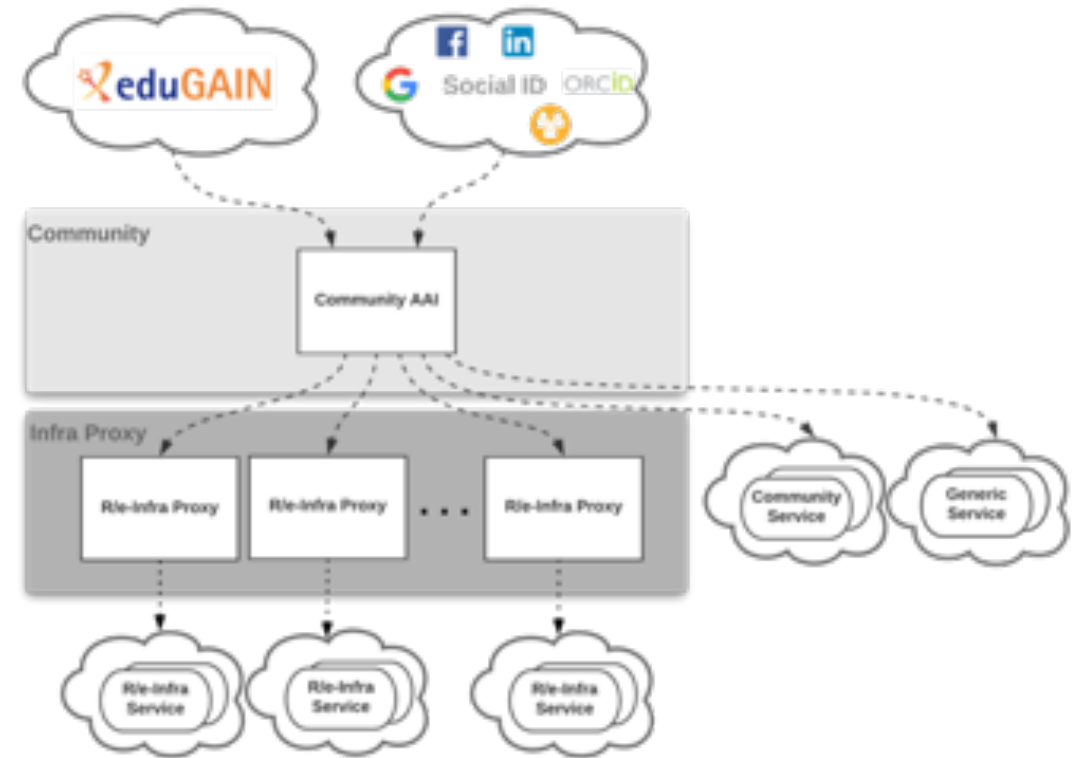 eduGAIN
f
in
G
Social ID
ORCID
Community
Community AAI
Infra Proxy
R/e-Infra Proxy
R/e-Infra Proxy
...
R/e-Infra Proxy
Community
Service
Generic
Service
R/e-Infra
Service
R/e-Infra
Service
R/e-Infra
Service